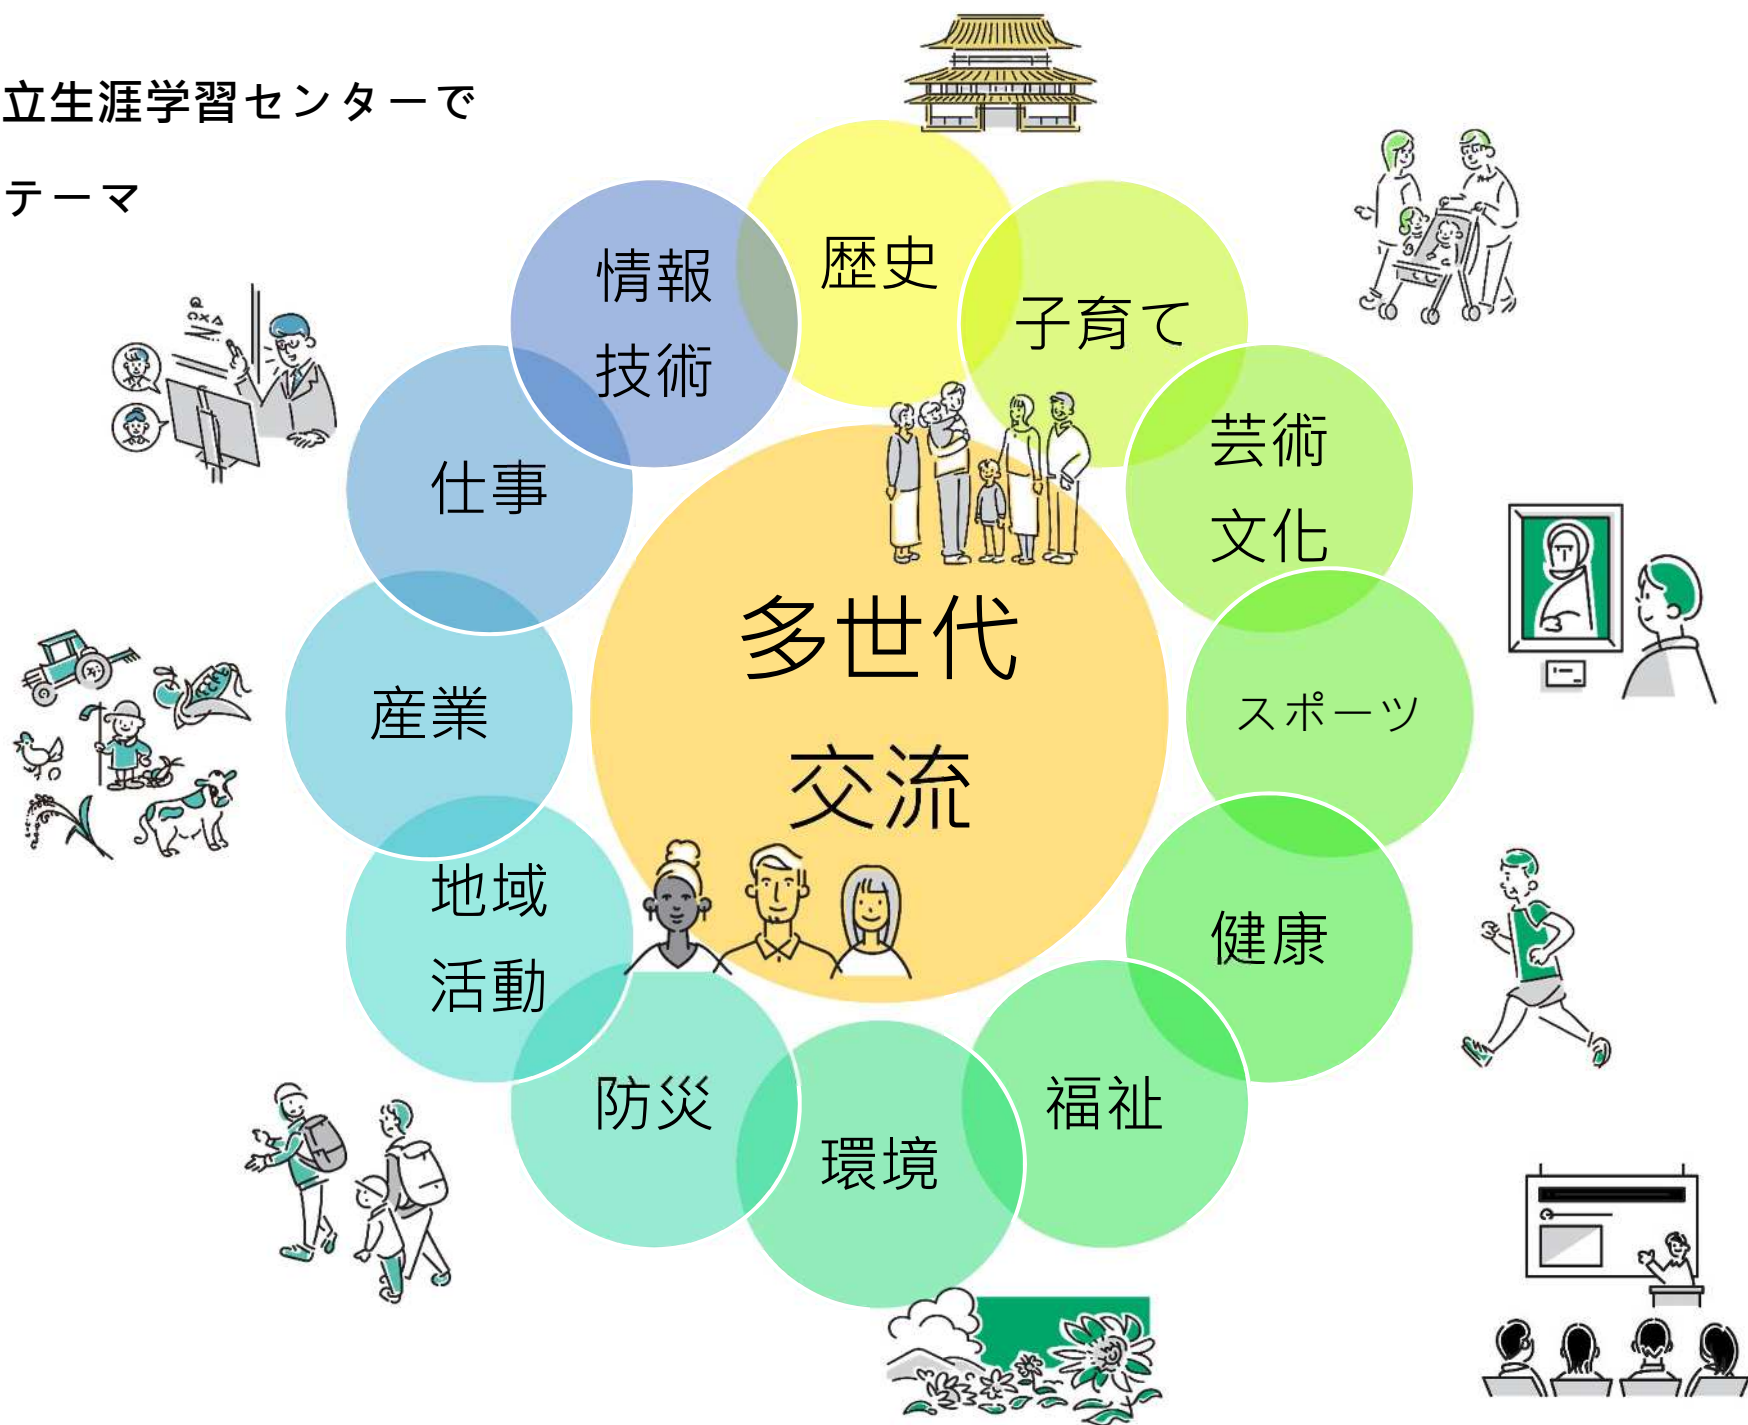 立生涯学習センターで
テーマ
歴史
子育て
芸術
文化
スポーツ
健康
福祉
環境
防災
地域
活動
産業
仕事
情報
技術
多世代
交流